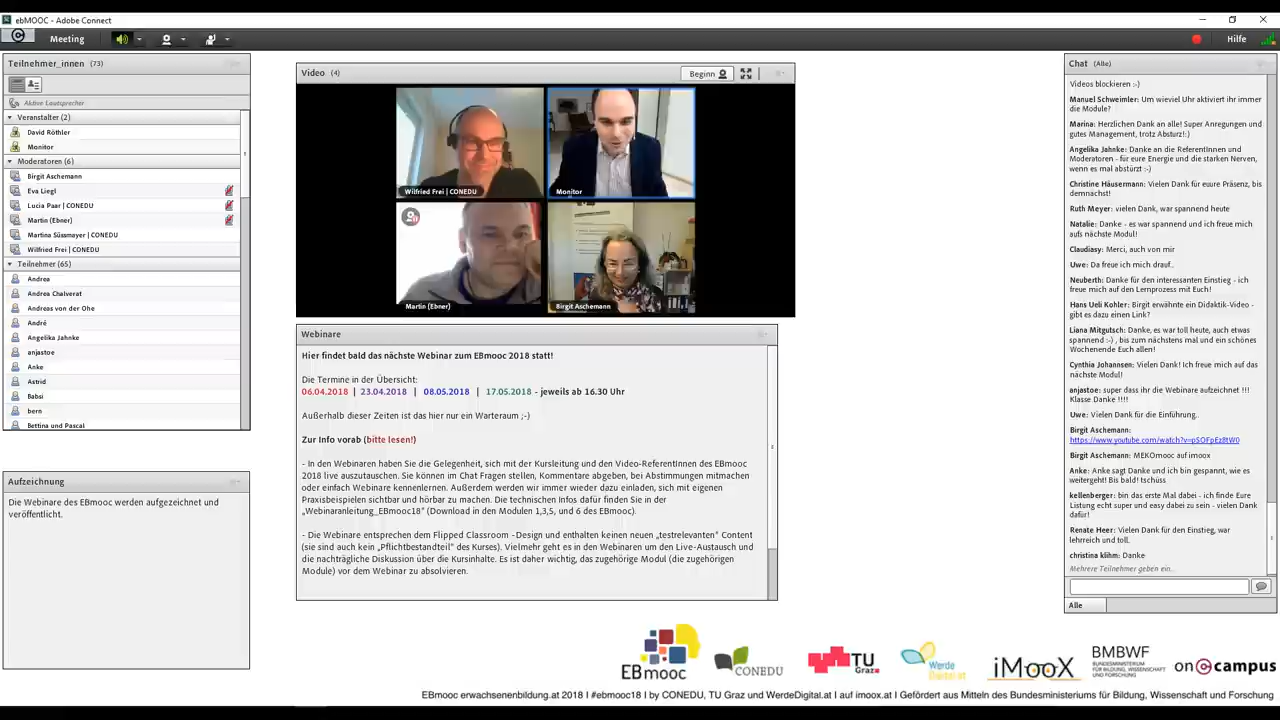 ebMOOC - Adobe Connect
Meeting
Hilfe
Teilnehmer_innen (73)
Aktive Lautsprecher
Veranstalter (2)
David Röthler
Monitor
Moderatoren (6)
Birgit Aschemann
Eva Liegl
Lucia Paar | CONEDU
Martin (Ebner)
Martina Süssmayer | CONEDU
Wilfried Frei | CONEDU
Teilnehmer (65)
Andrea
Andrea Chalverat
Andreas von der Ohe
André
Angelika Jahnke
anjastoe
Anke
Astrid
Babsi
bern
Bettina und Pascal
Aufzeichnung
Die Webinare des EBmooc werden aufgezeichnet und
veröffentlicht.
Video (4)
Beginn
Wilfried Frei | CONEDU
Monitor
Martin (Ebner)
Birgit Aschemann
Webinare
Hier findet bald das nächste Webinar zum EBmooc 2018 statt!
Die Termine in der Übersicht:
06.04.2018 | 23.04.2018 | 08.05.2018 | 17.05.2018 - jeweils ab 16.30 Uhr
Außerhalb dieser Zeiten ist das hier nur ein Warteraum ;-)
Zur Info vorab (bitte lesen!)
- In den Webinaren haben Sie die Gelegenheit, sich mit der Kursleitung und den Video-ReferentInnen des EBmooc
2018 live auszutauschen. Sie können im Chat Fragen stellen, Kommentare abgeben, bei Abstimmungen mitmachen
oder einfach Webinare kennenlernen. Außerdem werden wir immer wieder dazu einladen, sich mit eigenen
Praxisbeispielen sichtbar und hörbar zu machen. Die technischen Infos dafür finden Sie in der
„Webinaranleitung_EBmooc18" (Download in den Modulen 1,3,5, und 6 des EBmooc).
- Die Webinare entsprechen dem Flipped Classroom -Design und enthalten keinen neuen „testrelevanten" Content
(sie sind auch kein „Pflichtbestandteil" des Kurses). Vielmehr geht es in den Webinaren um den Live-Austausch und
die nachträgliche Diskussion über die Kursinhalte. Es ist daher wichtig, das zugehörige Modul (die zugehörigen
Module) vor dem Webinar zu absolvieren.
Chat (Alle)
Videos blockieren :-)
Manuel Schweimler: Um wieviel Uhr aktiviert ihr immer
die Module?
Marina: Herzlichen Dank an alle! Super Anregungen und
gutes Management, trotz Absturz!:)
Angelika Jahnke: Danke an die ReferentInnen und
Moderatoren - für eure Energie und die starken Nerven,
wenn es mal abstürzt :-)
Christine Häusermann: Vielen Dank für eure Präsenz, bis
demnächst!
Ruth Meyer: vielen Dank, war spannend heute
Natalie: Danke - es war spannend und ich freue mich
aufs nächste Modul!
Claudiasy: Merci, auch von mir
Uwe: Da freue ich mich drauf..
Neuberth: Danke für den interessanten Einstieg - ich
freue mich auf den Lernprozess mit Euch!
Hans Ueli Kohler: Birgit erwähnte ein Didaktik-Video -
gibt es dazu einen Link?
Liana Mitgutsch: Danke, es war toll heute, auch etwas
spannend :-) , bis zum nächstens mal und ein schönes
Wochenende Euch allen!
Cynthia Johannsen: Vielen Dank! Ich freue mich auf das
nächste Modul!
anjastoe: super dass ihr die Webinare aufzeichnet !!!
Klasse Danke !!!!
Uwe: Vielen Dank für die Einführung..
Birgit Aschemann:
https://www.youtube.com/watch?v=pSOFpEz8tW0
Birgit Aschemann: MEKOmooc auf imoox
Anke: Anke sagt Danke und ich bin gespannt, wie es
weitergeht! Bis bald! tschüss
kellenberger: bin das erste Mal dabei - ich finde Eure
Listung echt super und easy dabei zu sein - vielen Dank
dafür!
Renate Heer: Vielen Dank für den Einstieg, war
lehrreich und toll.
christina klihm: Danke
Mehrere Teilnehmer geben ein...
Alle
EBmooc
CONEDU
TU Graz
Werde Digital.at
iMooX
BMBWF
BUNDESMINISTERIUM
FÜR BILDUNG, WISSENSCHAFT
UND FORSCHUNG
on campus
EBmooc erwachsenenbildung.at 2018 I #ebmooc18 I by CONEDU, TU Graz und WerdeDigital.at I auf imoox.at I Gefördert aus Mitteln des Bundesministeriums für Bildung, Wissenschaft und Forschung